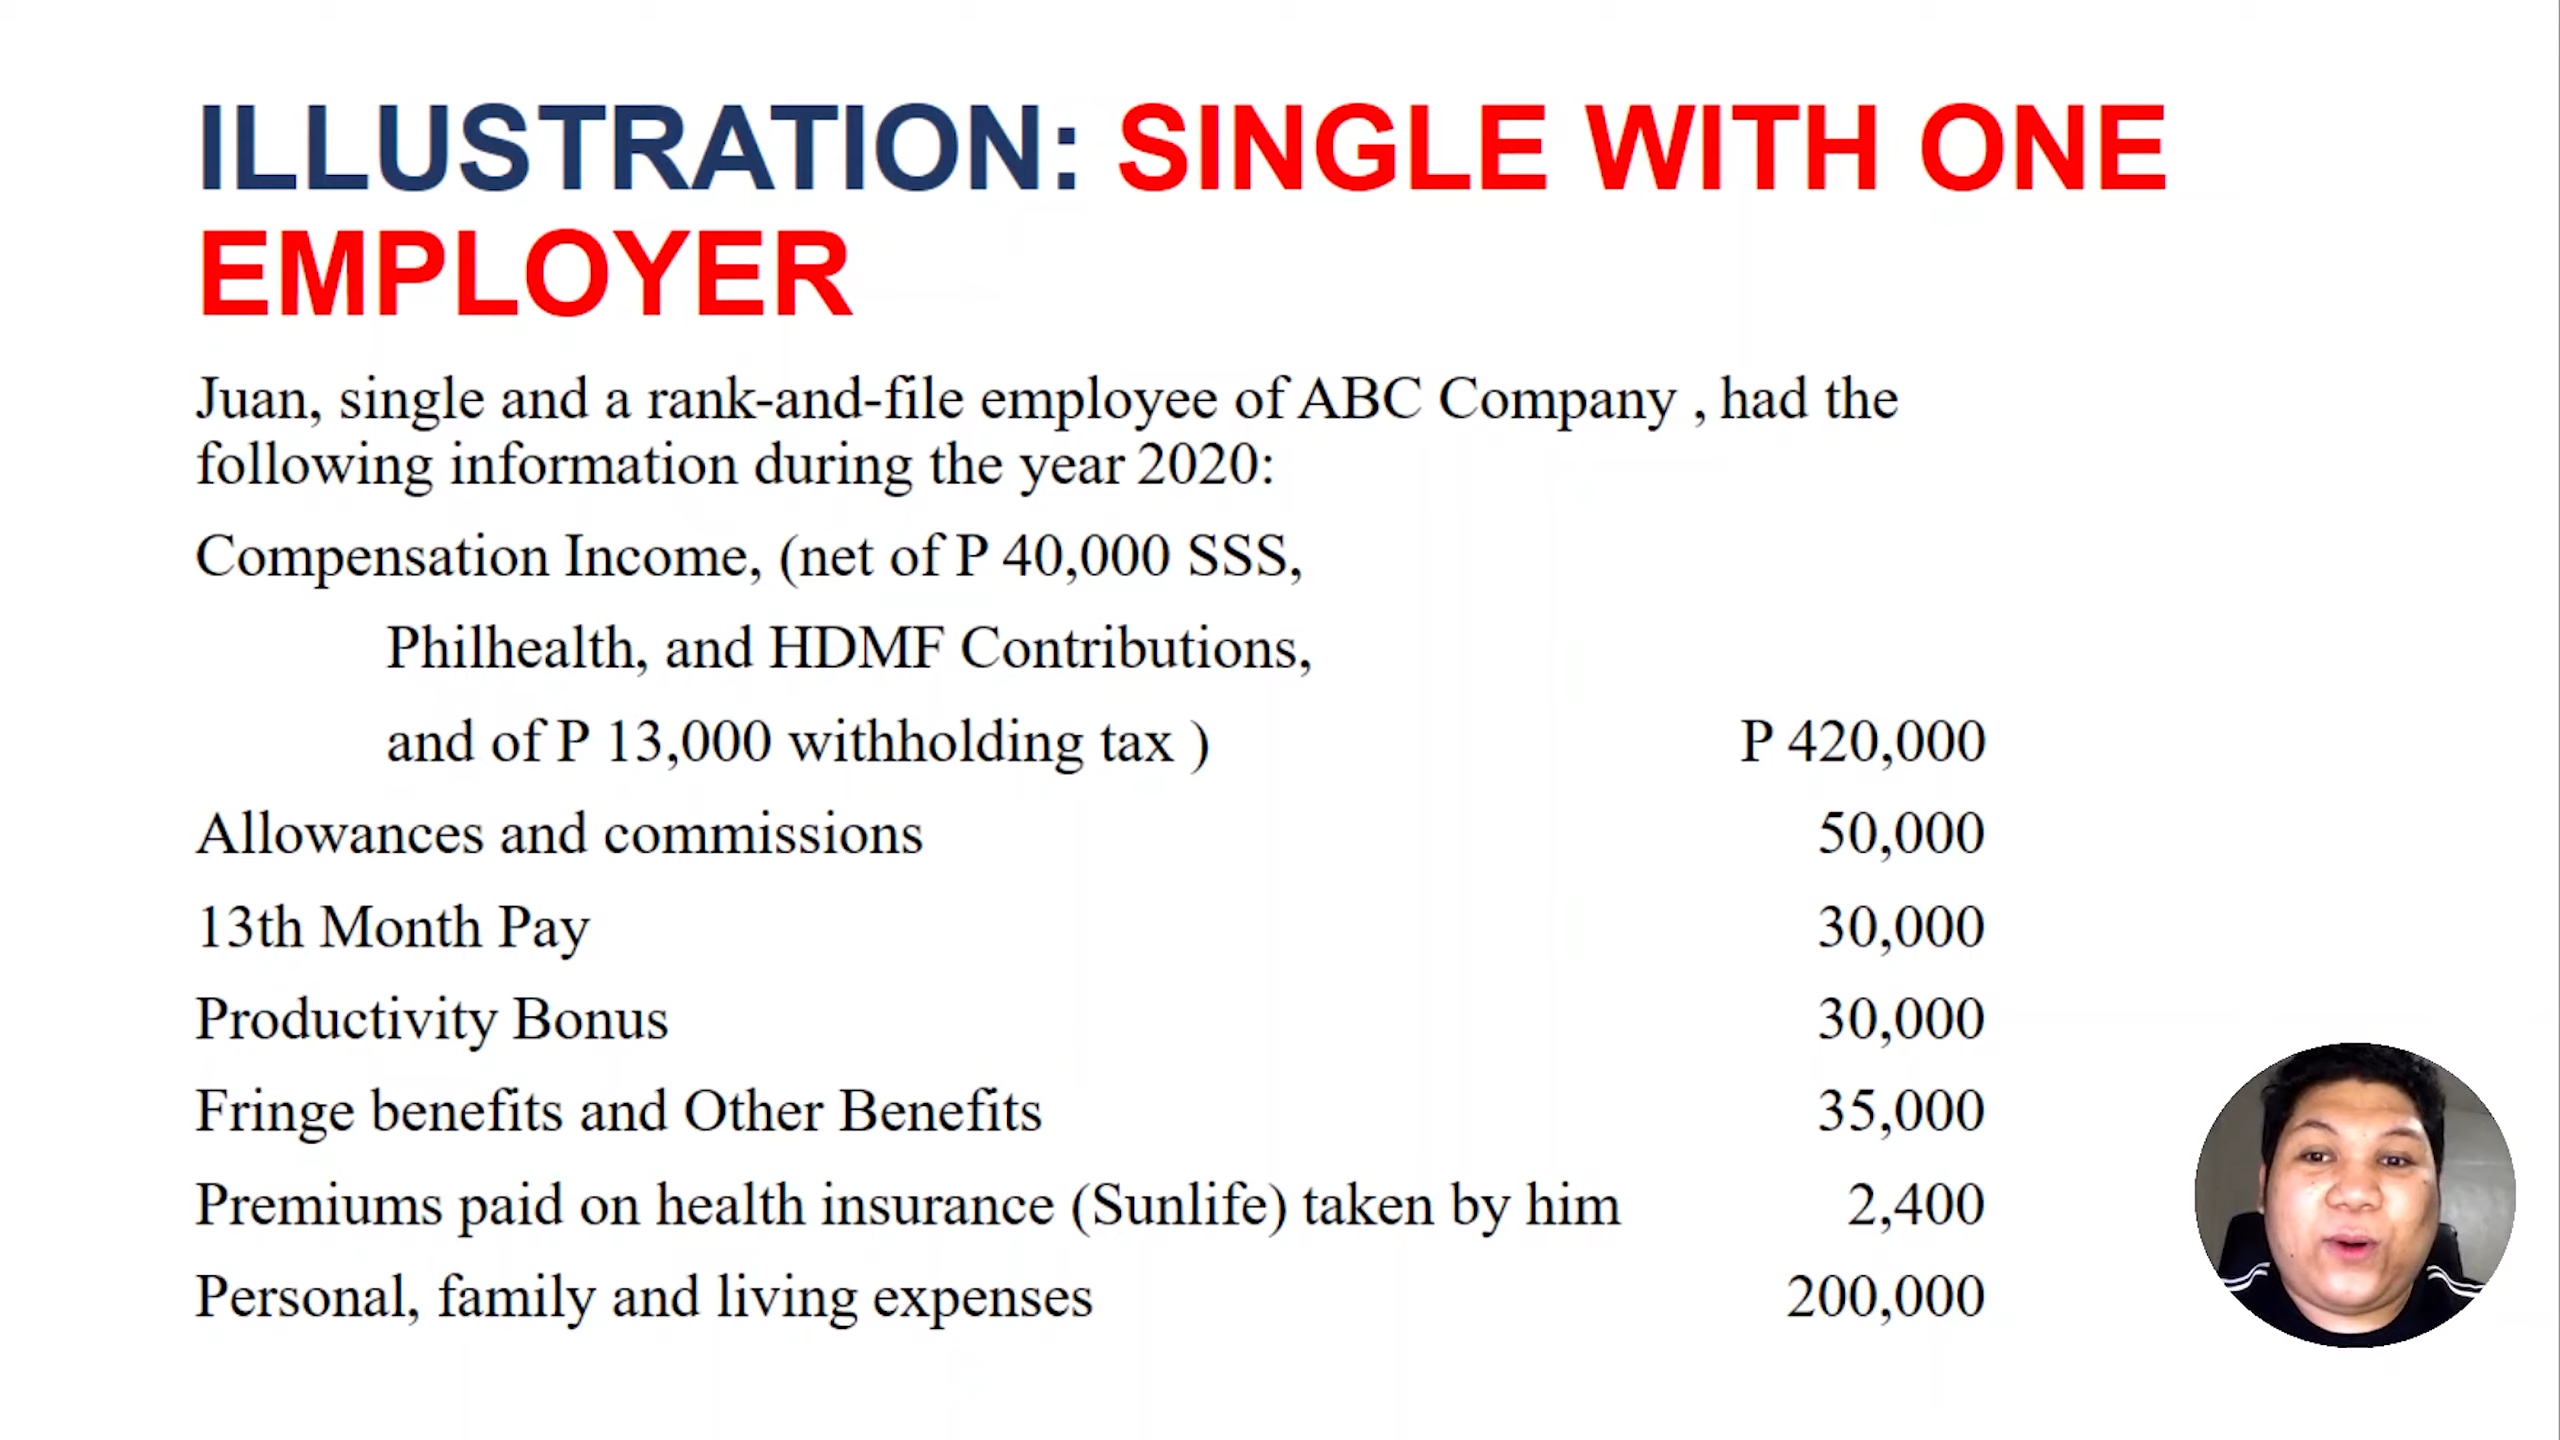 ILLUSTRATION: SINGLE WITH ONE
EMPLOYER
Juan, single and a rank-and-file employee of ABC Company , had the
following information during the year 2020:
Compensation Income, (net of P 40,000 SSS,
Philhealth, and HDMF Contributions,
and of P 13,000 withholding tax ) P 420,000
Allowances and commissions 50,000
13th Month Pay 30,000
Productivity Bonus 30,000
Fringe benefits and Other Benefits 35,000
Premiums paid on health insurance (Sunlife) taken by him 2,400
Personal, family and living expenses 200,000